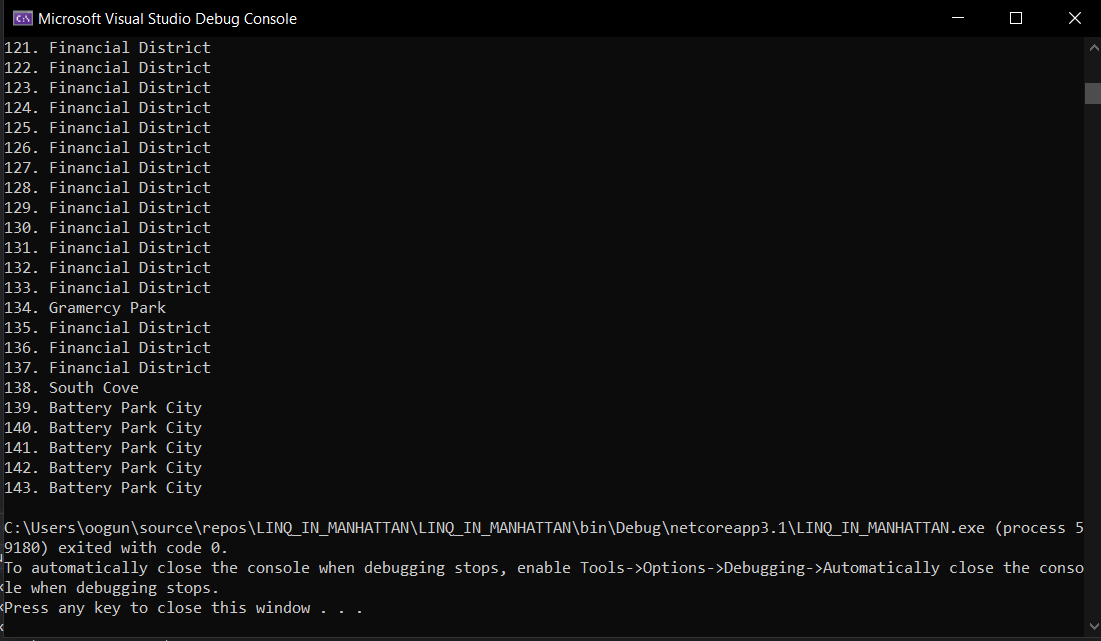 Microsoft Visual Studio Debug Console
121. Financial District
122. Financial District
123. Financial District
124. Financial District
125. Financial District
126. Financial District
127. Financial District
128. Financial District
129. Financial District
130. Financial District
131. Financial District
132. Financial District
133. Financial District
134. Gramercy Park
135. Financial District
136. Financial District
137. Financial District
138. South Cove
139. Battery Park City
140. Battery Park City
141. Battery Park City
142. Battery Park City
143. Battery Park City
C:\Users\oogun\source\repos\LINQ_IN_MANHATTAN\LINQ_IN_MANHATTAN\bin\Debug\netcoreapp3.1\LINQ_IN_MANHATTAN.exe (process 5
9180) exited with code 0.
To automatically close the console when debugging stops, enable Tools->Options->Debugging->Automatically close the conso
le when debugging stops.
Press any key to close this window . . .